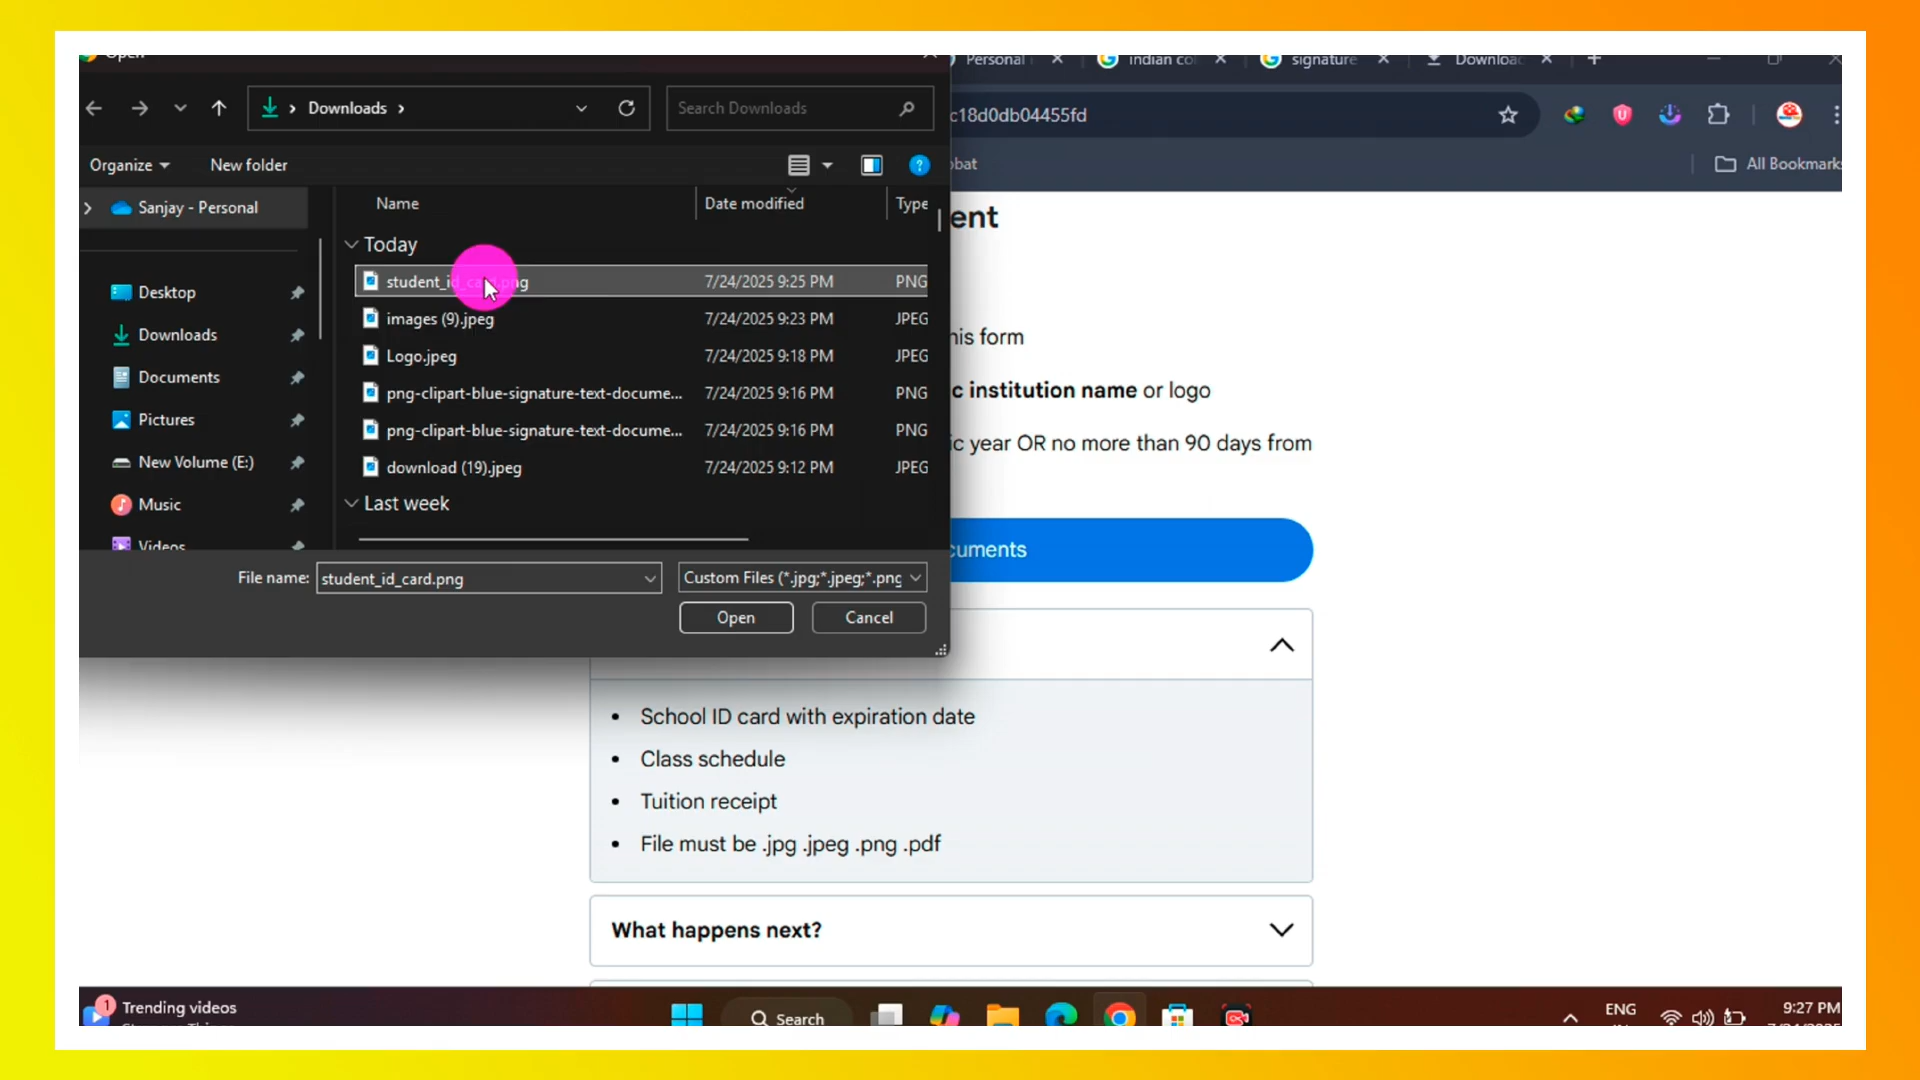 Open
Personal
indian co
signature
Downloac
Downloads
Search Downloads
c18d0db04455fd
Organize
New folder
bat
All Bookmarks
Sanjay - Personal
Name
Date modified
Type
ent
Today
student_id_card.png
7/24/2025 9:25 PM
PNG
Desktop
images (9).jpeg
7/24/2025 9:23 PM
JPEG
Downloads
his form
Logo.jpeg
7/24/2025 9:18 PM
JPEG
Documents
png-clipart-blue-signature-text-docume...
7/24/2025 9:16 PM
PNG
c institution name or logo
Pictures
png-clipart-blue-signature-text-docume...
7/24/2025 9:16 PM
PNG
ic year OR no more than 90 days from
New Volume (E:)
download (19).jpeg
7/24/2025 9:12 PM
JPEG
Music
Last week
Videos
cuments
File name:
student_id_card.png
Custom Files (*.jpg;*.jpeg;*.png
Open
Cancel
School ID card with expiration date
Class schedule
Tuition receipt
File must be .jpg .jpeg .png .pdf
What happens next?
1
Trending videos
Search
ENG
9:27 PM